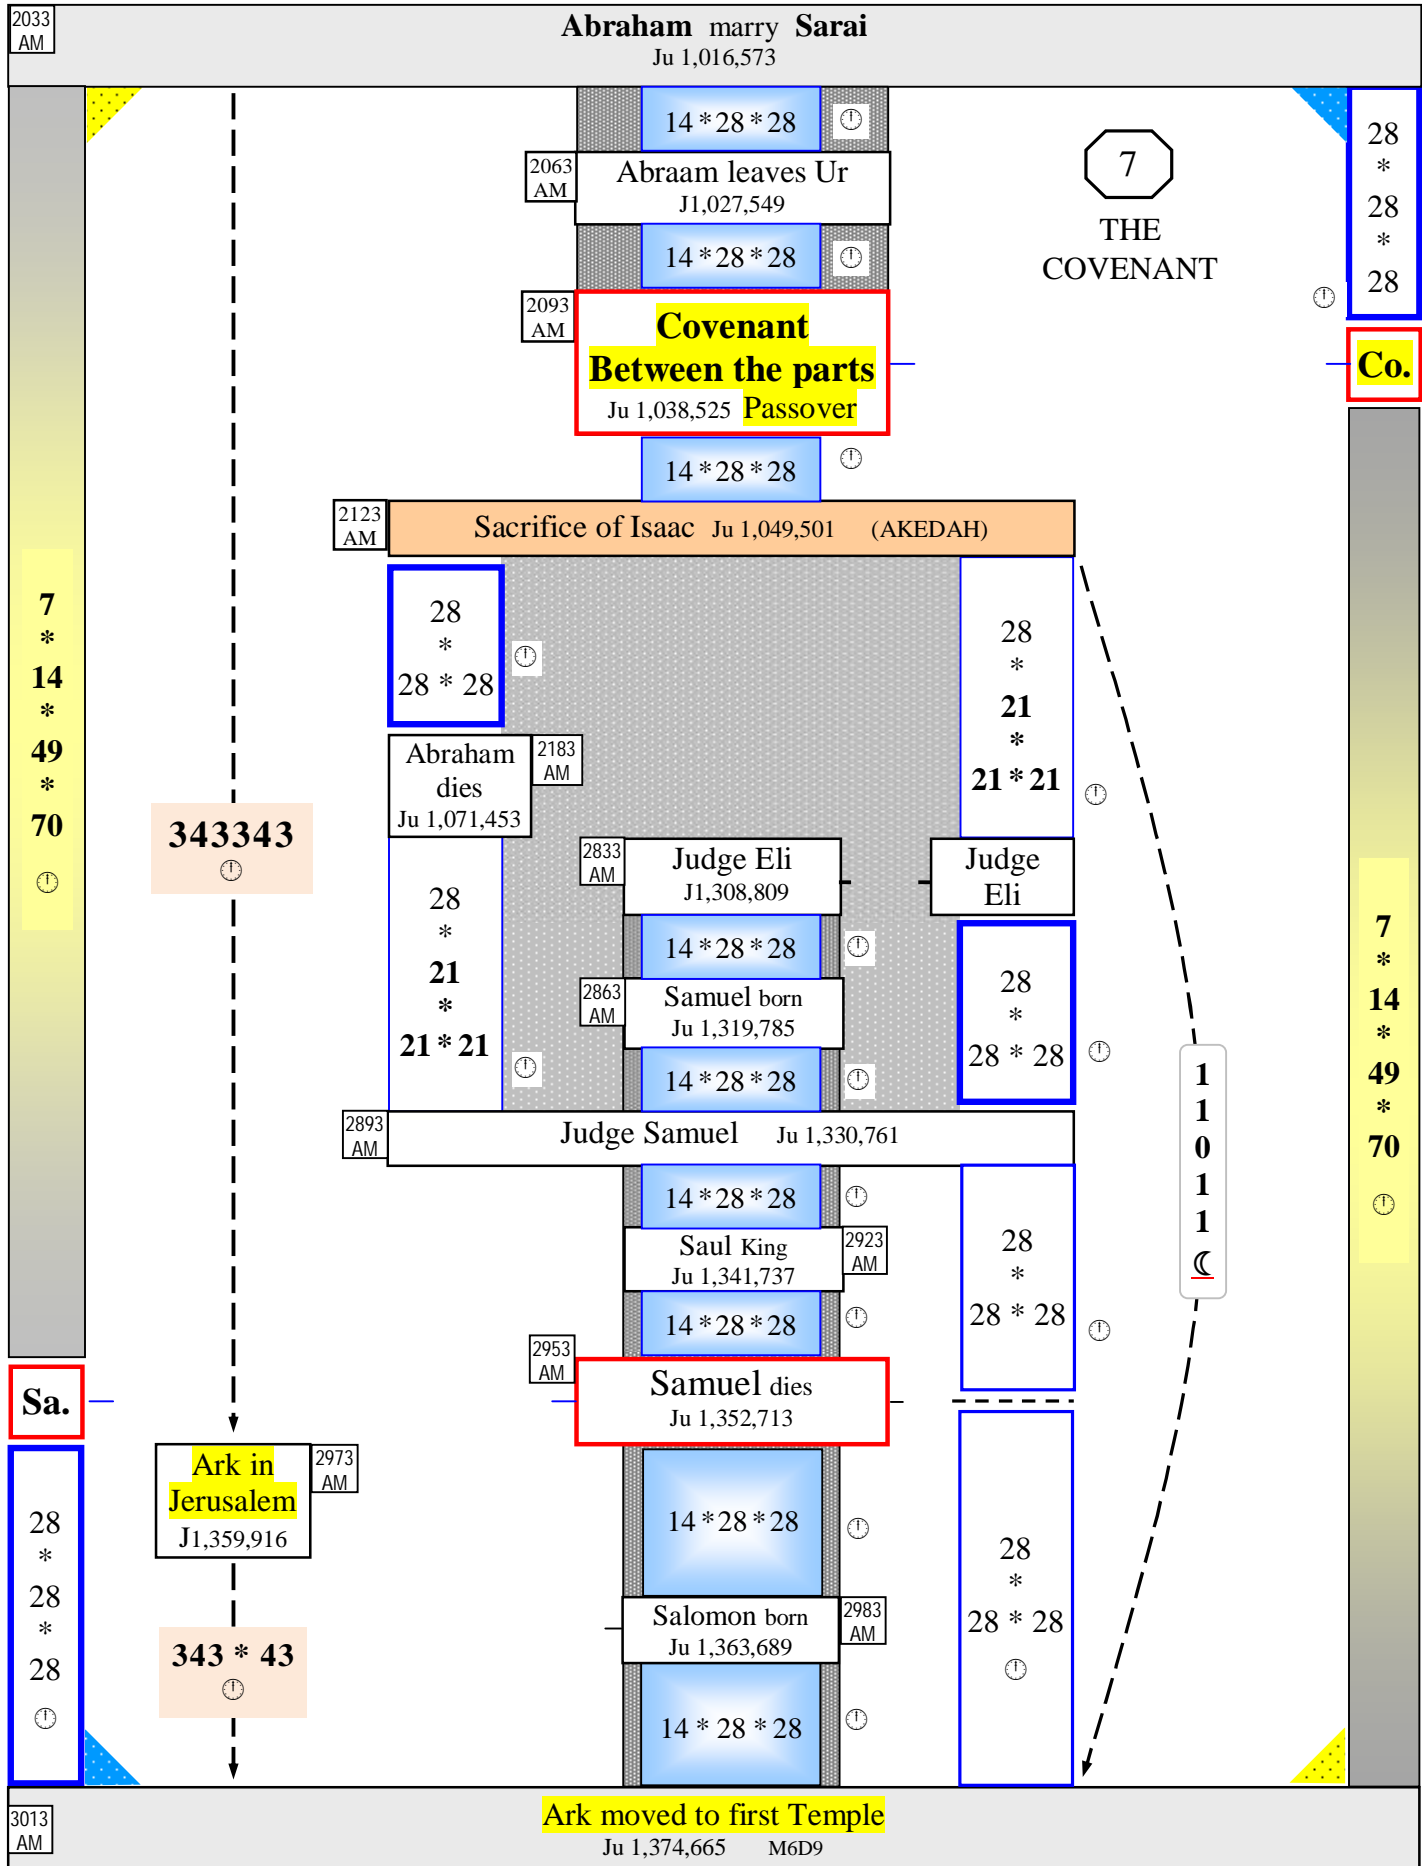 2033
AM
Abraham marry Sarai
Ju 1,016,573
14*28*28
2063
AM
Abraam leaves Ur
J1,027,549
14*28*28
7
THE
COVENANT
28
*
28
*
28
2093
AM
Covenant
Between the parts
Ju 1,038,525 Passover
Co.
14*28*28
2123
AM
Sacrifice of Isaac Ju 1,049,501 (AKEDAH)
7
*
14
*
49
*
70
343343
28
*
28 * 28
28
*
21
*
21*21
Abraham
dies
Ju 1,071,453
2183
AM
2833
AM
Judge Eli
J1,308,809
Judge
Eli
28
*
21
*
21*21
14*28*28
2863
AM
Samuel born
Ju 1,319,785
14*28*28
28
*
28 * 28
7
*
14
*
49
*
70
1
1
0
1
1
☾
2893
AM
Judge Samuel Ju 1,330,761
14*28*28
Saul King
Ju 1,341,737
2923
AM
14*28*28
28
*
28 * 28
2953
AM
Samuel dies
Ju 1,352,713
Sa.
Ark in
Jerusalem
J1,359,916
2973
AM
28
*
28
*
28
343 * 43
14*28*28
28
*
28 * 28
Salomon born
Ju 1,363,689
2983
AM
14 * 28 * 28
3013
AM
Ark moved to first Temple
Ju 1,374,665 M6D9